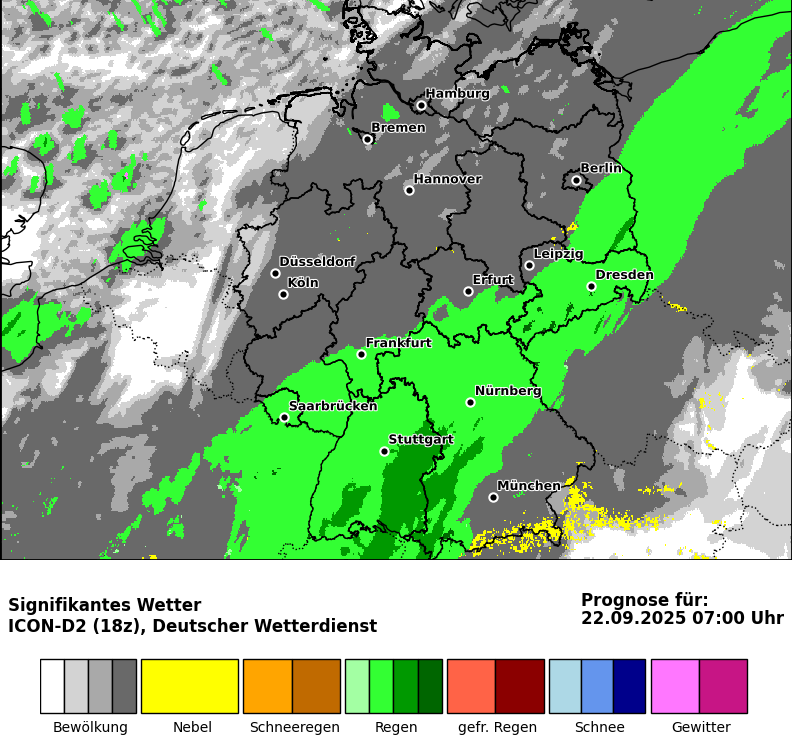 Hamburg
Bremen
Berlin
Hannover
Leipzig
Düsseldorf
Dresden
Köln
Erfurt
Frankfurt
Nürnberg
Saarbrücken
Stuttgart
München
Signifikantes Wetter
ICON-D2 (18z), Deutscher Wetterdienst
Prognose für:
22.09.2025 07:00 Uhr
Bewölkung Nebel Schneeregen Regen gefr. Regen Schnee Gewitter